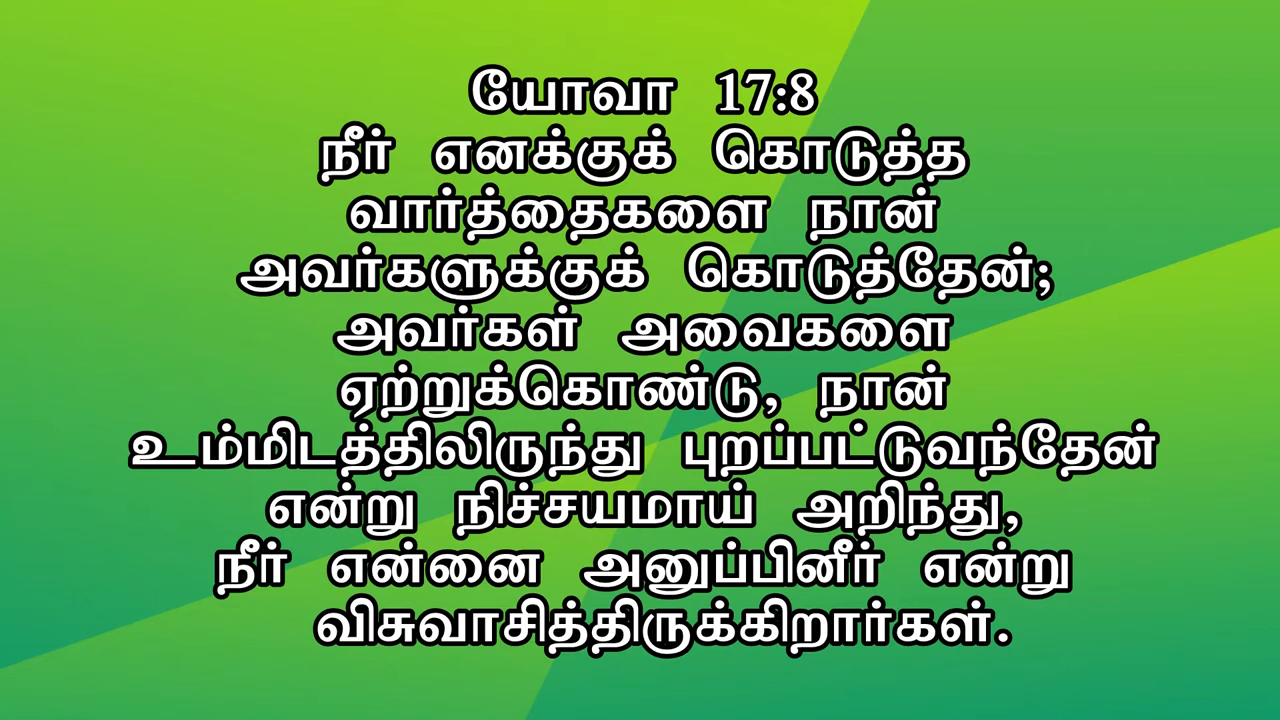 யோவா 17:8
நீர் எனக்குக் கொடுத்த
வார்த்தைகளை நான்
அவர்களுக்குக் கொடுத்தேன்;
அவர்கள் அவைகளை
ஏற்றுக்கொண்டு, நான்
உம்மிடத்திலிருந்து புறப்பட்டுவந்தேன்
என்று நிச்சயமாய் அறிந்து,
நீர் என்னை அனுப்பினீர் என்று
விசுவாசித்திருக்கிறார்கள்.